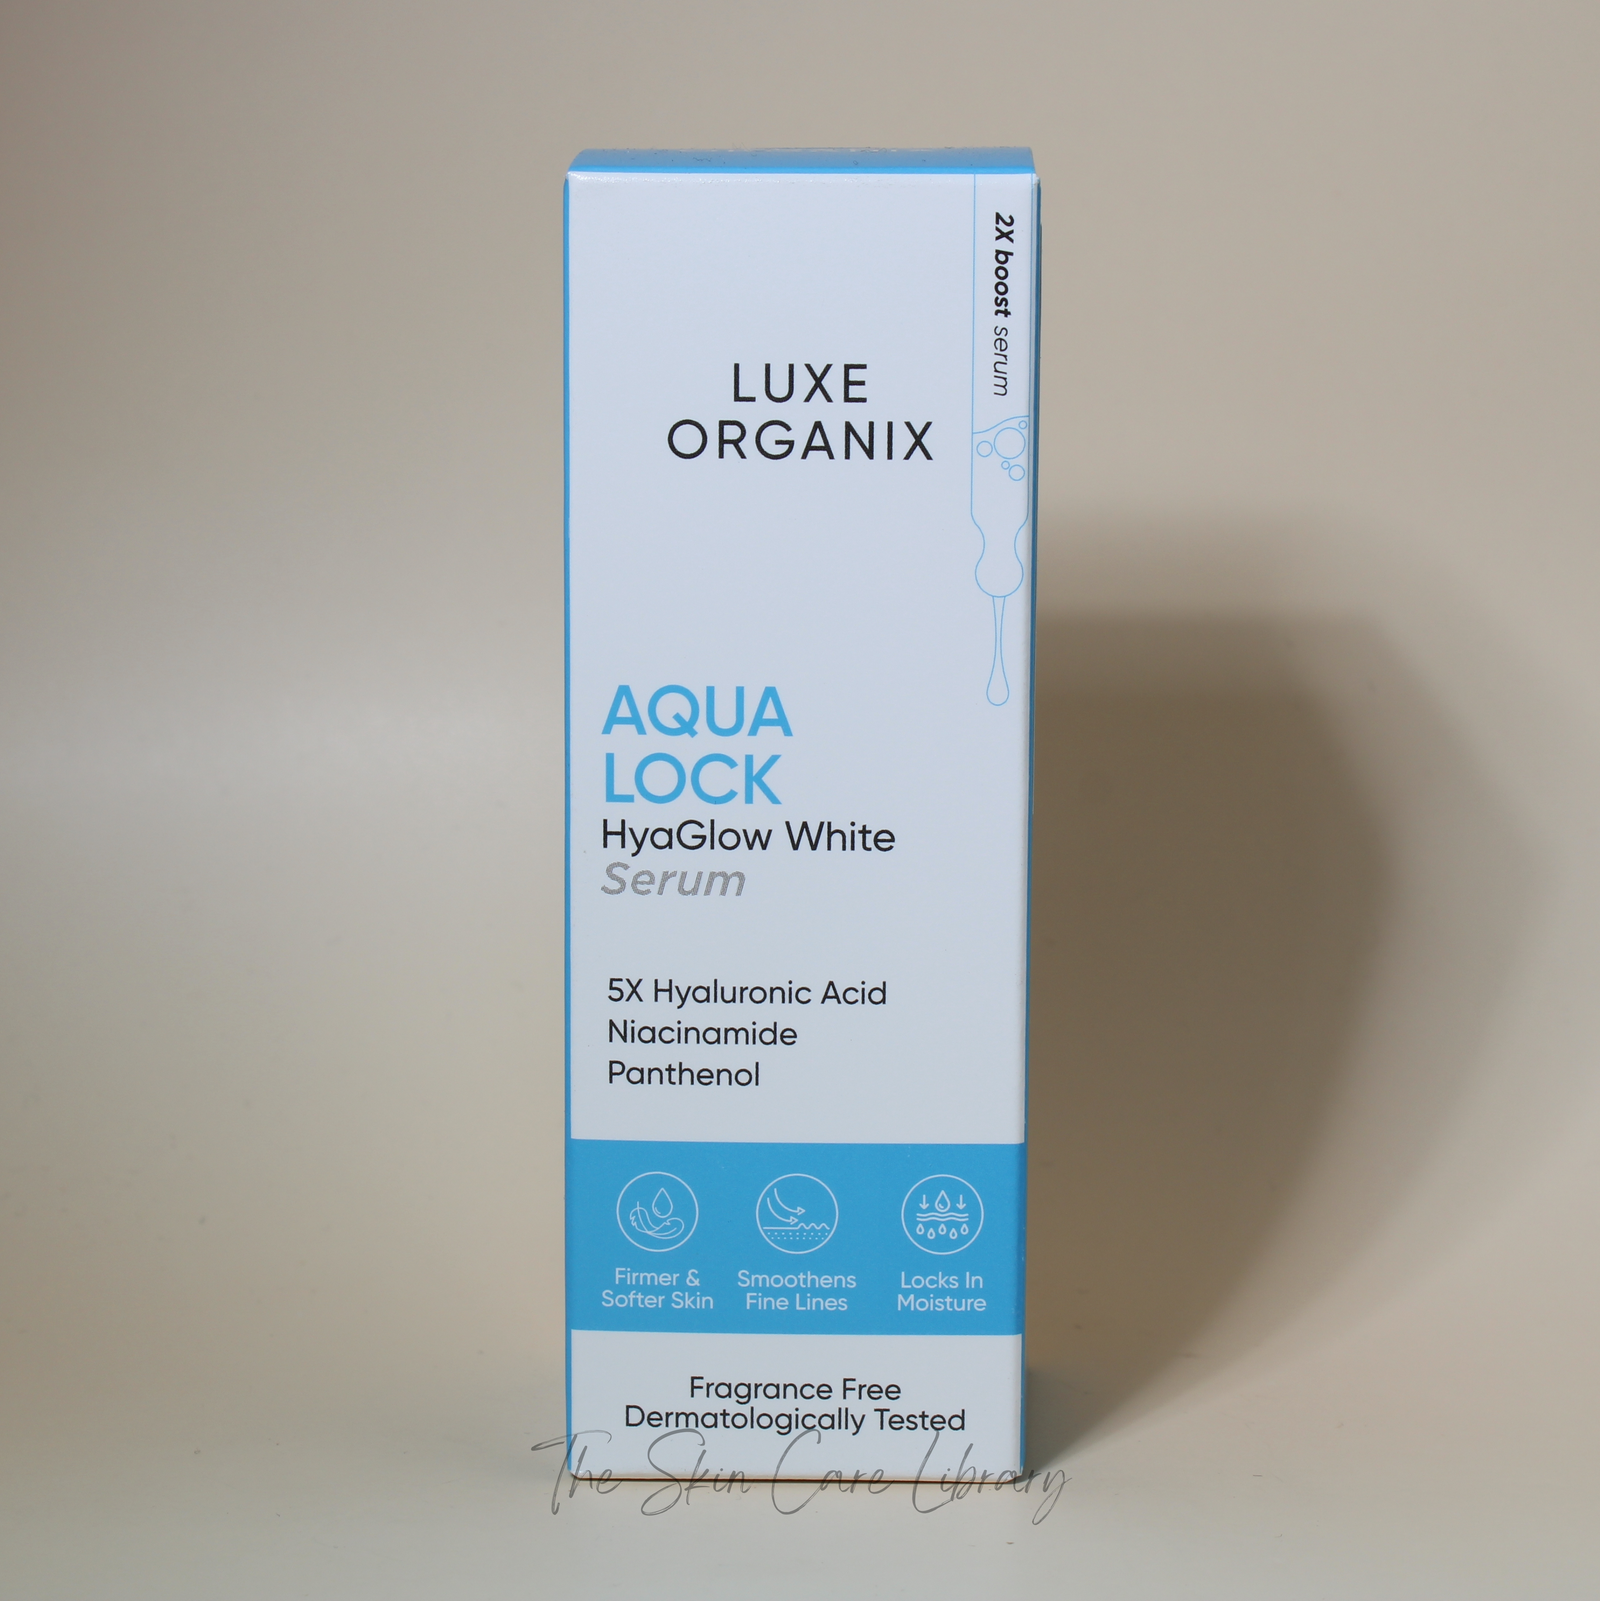 2X boost serum
LUXE
ORGANIX
AQUA
LOCK
HyaGlow White
Serum
5X Hyaluronic Acid
Niacinamide
Panthenol
Firmer &
Softer Skin
Smoothens
Fine Lines
Locks In
Moisture
Fragrance Free
Dermatologically Tested
The Skin Care Library